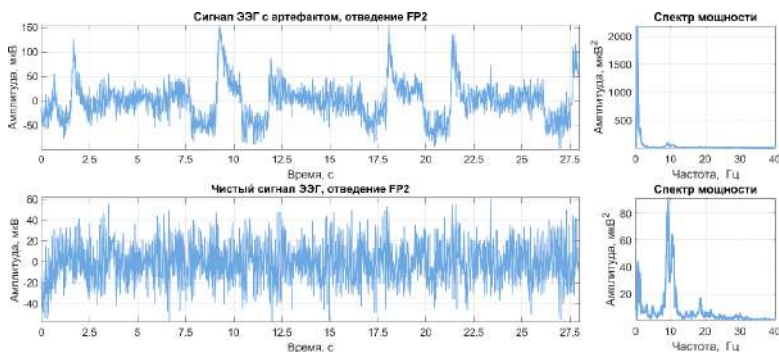 Сигнал ЭЭГ с артефактом, отведение FP2
Амплитуда, мкВ
150
100
50
0
-50
0 2.5 5 7.5 10 12.5 15 17.5 20 22.5 25 27.5
Время, с
Спектр мощности
Амплитуда, мкВ²
2000
1500
1000
500
0 10 20 30 40
Частота, Гц
Чистый сигнал ЭЭГ, отведение FP2
Амплитуда, мкВ
60
40
20
0
-20
-40
0 2.5 5 7.5 10 12.5 15 17.5 20 22.5 25 27.5
Время, с
Спектр мощности
Амплитуда, мкВ²
80
60
40
20
0 10 20 30 40
Частота, Гц